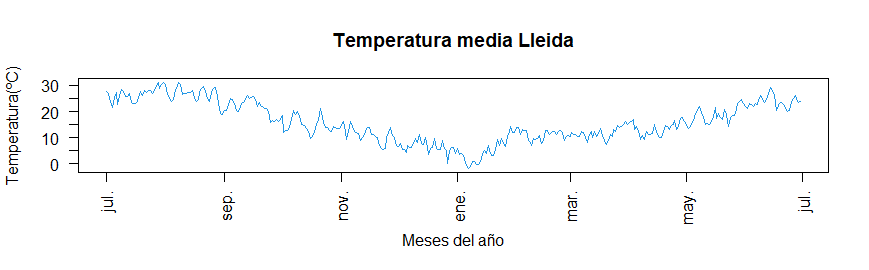 Temperatura media Lleida
Temperatura(ºC)
30
20
10
0
jul.
sep.
nov.
ene.
mar.
may.
jul.
Meses del año